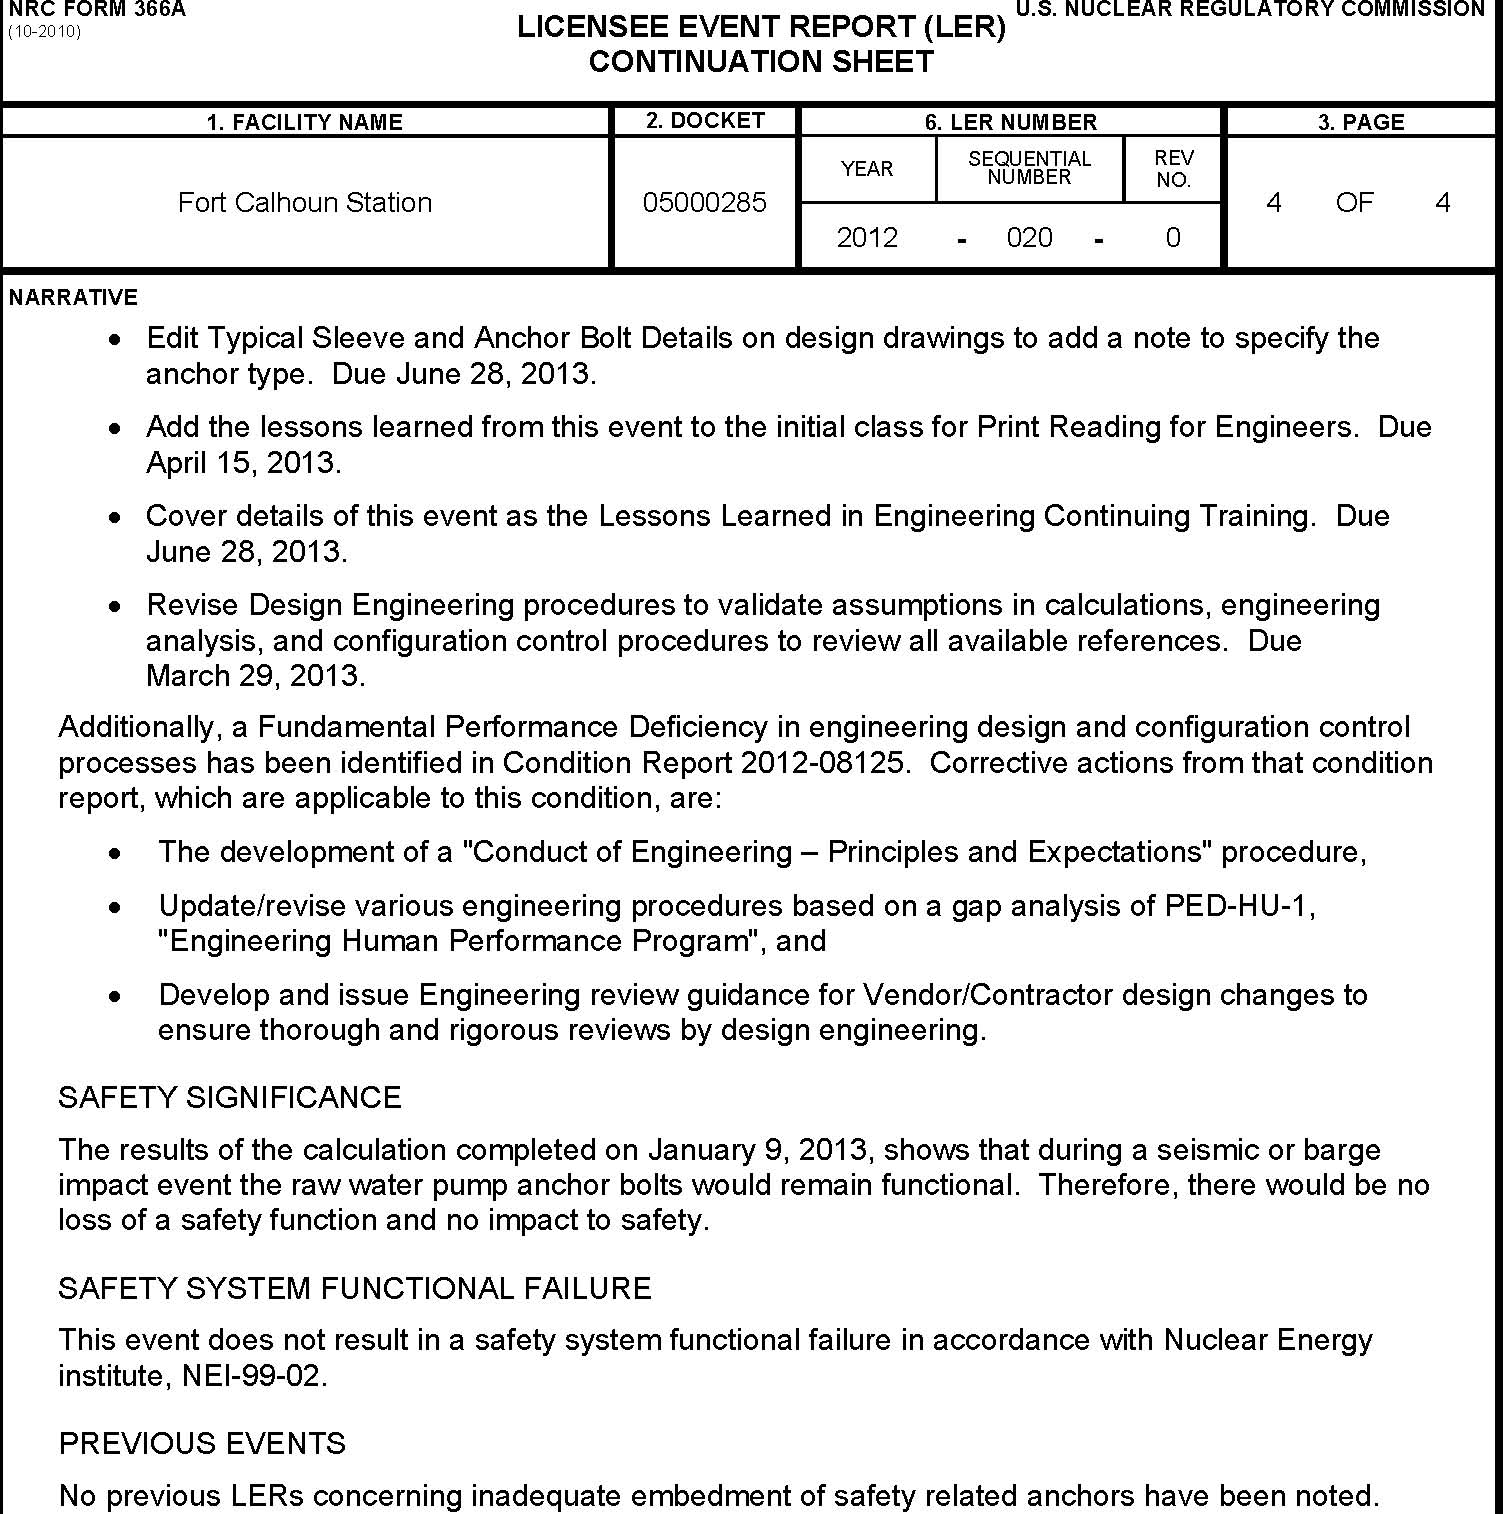 NRC FORM 366A
(10-2010)
LICENSEE EVENT REPORT (LER)
CONTINUATION SHEET
U.S. NUCLEAR REGULATORY COMMISSION
1. FACILITY NAME
2. DOCKET
6. LER NUMBER
3. PAGE
Fort Calhoun Station
05000285
YEAR
SEQUENTIAL
NUMBER
REV
NO.
2012 - 020 - 0
4 OF 4
NARRATIVE
• Edit Typical Sleeve and Anchor Bolt Details on design drawings to add a note to specify the
anchor type.  Due June 28, 2013.
• Add the lessons learned from this event to the initial class for Print Reading for Engineers.  Due
April 15, 2013.
• Cover details of this event as the Lessons Learned in Engineering Continuing Training.  Due
June 28, 2013.
• Revise Design Engineering procedures to validate assumptions in calculations, engineering
analysis, and configuration control procedures to review all available references.  Due
March 29, 2013.
Additionally, a Fundamental Performance Deficiency in engineering design and configuration control
processes has been identified in Condition Report 2012-08125.  Corrective actions from that condition
report, which are applicable to this condition, are:
• The development of a "Conduct of Engineering – Principles and Expectations" procedure,
• Update/revise various engineering procedures based on a gap analysis of PED-HU-1,
"Engineering Human Performance Program", and
• Develop and issue Engineering review guidance for Vendor/Contractor design changes to
ensure thorough and rigorous reviews by design engineering.
SAFETY SIGNIFICANCE
The results of the calculation completed on January 9, 2013, shows that during a seismic or barge
impact event the raw water pump anchor bolts would remain functional.  Therefore, there would be no
loss of a safety function and no impact to safety.
SAFETY SYSTEM FUNCTIONAL FAILURE
This event does not result in a safety system functional failure in accordance with Nuclear Energy
institute, NEI-99-02.
PREVIOUS EVENTS
No previous LERs concerning inadequate embedment of safety related anchors have been noted.